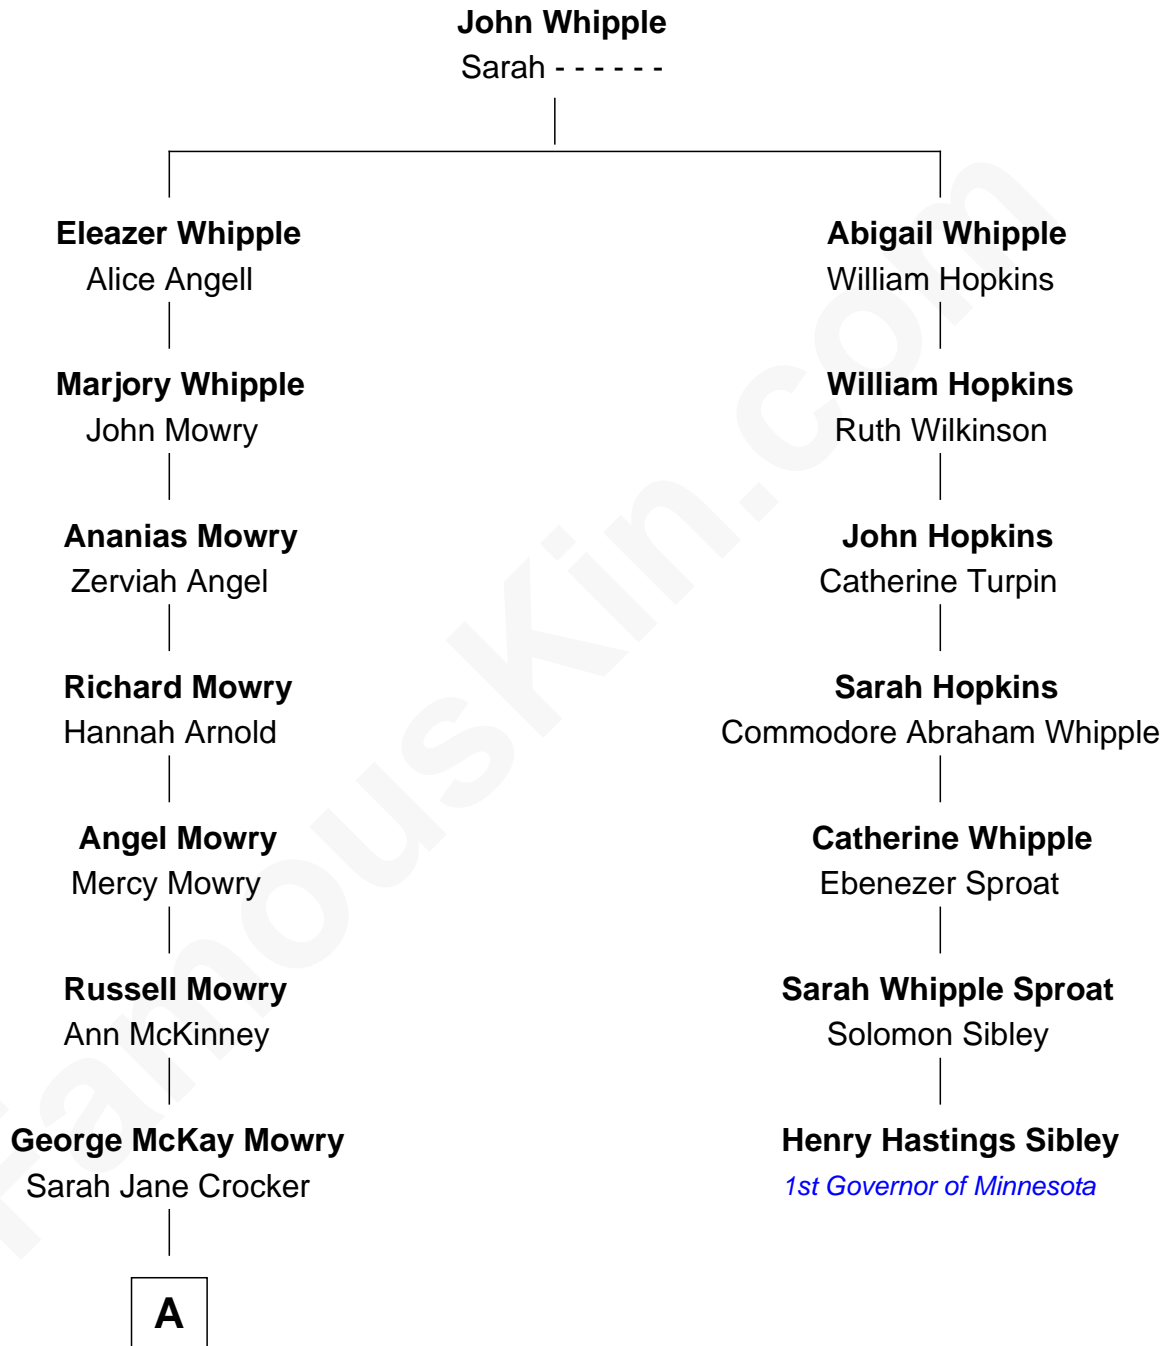 John Whipple
Sarah - - - - - -
Eleazer Whipple
Alice Angell
Marjory Whipple
John Mowry
Ananias Mowry
Zerviah Angel
Richard Mowry
Hannah Arnold
Angel Mowry
Mercy Mowry
Russell Mowry
Ann McKinney
George McKay Mowry
Sarah Jane Crocker
A
Abigail Whipple
William Hopkins
William Hopkins
Ruth Wilkinson
John Hopkins
Catherine Turpin
Sarah Hopkins
Commodore Abraham Whipple
Catherine Whipple
Ebenezer Sproat
Sarah Whipple Sproat
Solomon Sibley
Henry Hastings Sibley
1st Governor of Minnesota
FamousKin.com